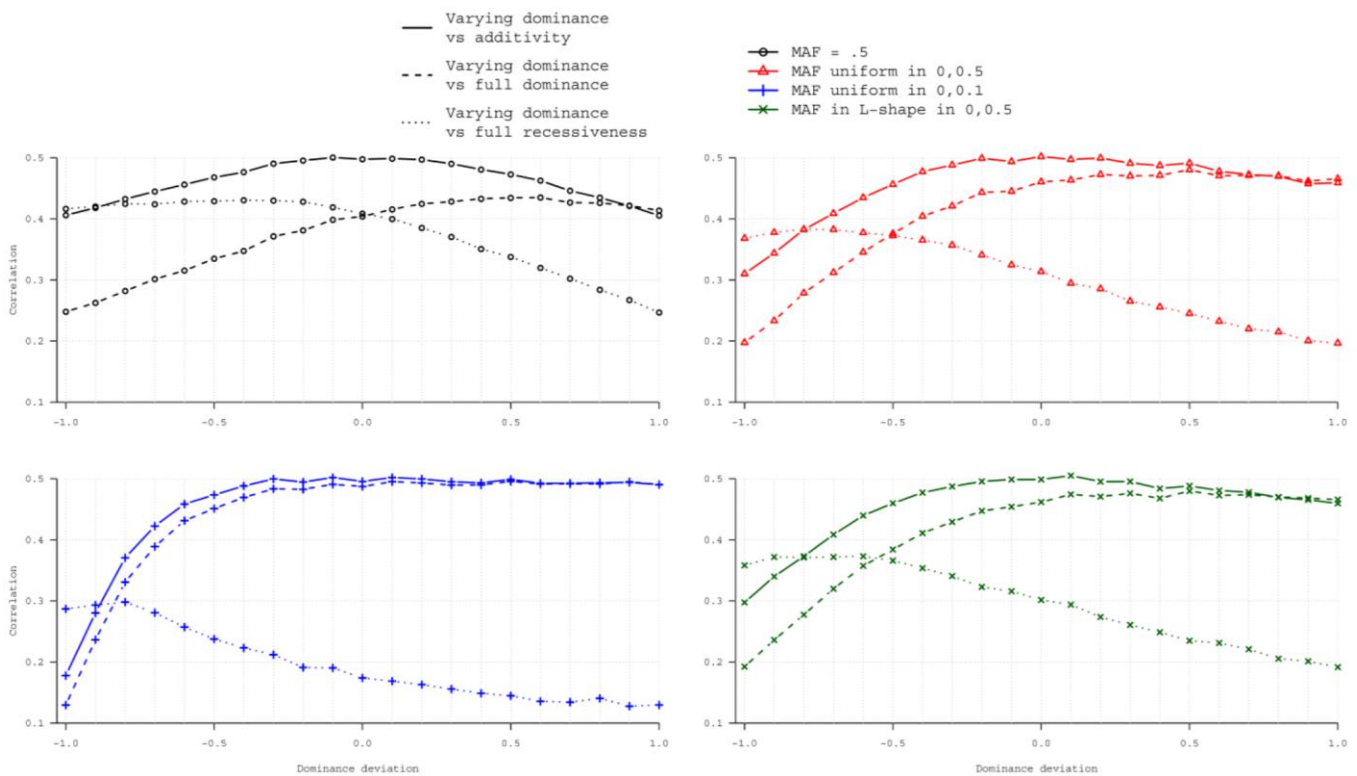 Varying dominance
vs additivity
Varying dominance
vs full dominance
Varying dominance
vs full recessiveness
MAF = .5
MAF uniform in 0,0.5
MAF uniform in 0,0.1
MAF in L-shape in 0,0.5
0.5
0.4
0.3
0.2
0.1
Correlation
-1.0 -0.5 0.0 0.5 1.0
0.5
0.4
0.3
0.2
0.1
-1.0 -0.5 0.0 0.5 1.0
0.5
0.4
0.3
0.2
0.1
Correlation
-1.0 -0.5 0.0 0.5 1.0
Dominance deviation
0.5
0.4
0.3
0.2
0.1
-1.0 -0.5 0.0 0.5 1.0
Dominance deviation